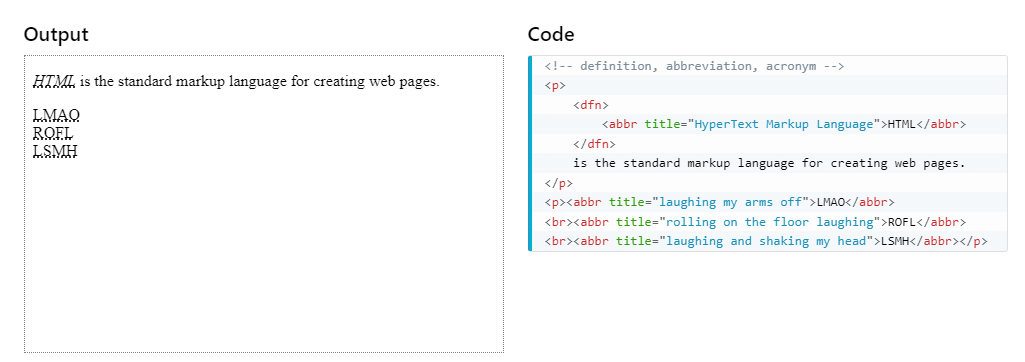 Output
HTML is the standard markup language for creating web pages.
LMAO
ROFL
LSMH
Code
<!-- definition, abbreviation, acronym -->
<p>
    <dfn>
        <abbr title="HyperText Markup Language">HTML</abbr>
    </dfn>
    is the standard markup language for creating web pages.
</p>
<p><abbr title="laughing my arms off">LMAO</abbr>
<br><abbr title="rolling on the floor laughing">ROFL</abbr>
<br><abbr title="laughing and shaking my head">LSMH</abbr></p>